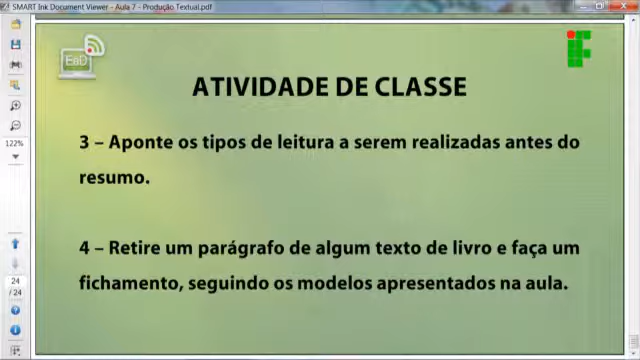 SMART Ink Document Viewer - Aula 7 - Produção Textual.pdf
EaD
ATIVIDADE DE CLASSE
3 – Aponte os tipos de leitura a serem realizadas antes do
resumo.
122%
4 – Retire um parágrafo de algum texto de livro e faça um
fichamento, seguindo os modelos apresentados na aula.
24
/ 24